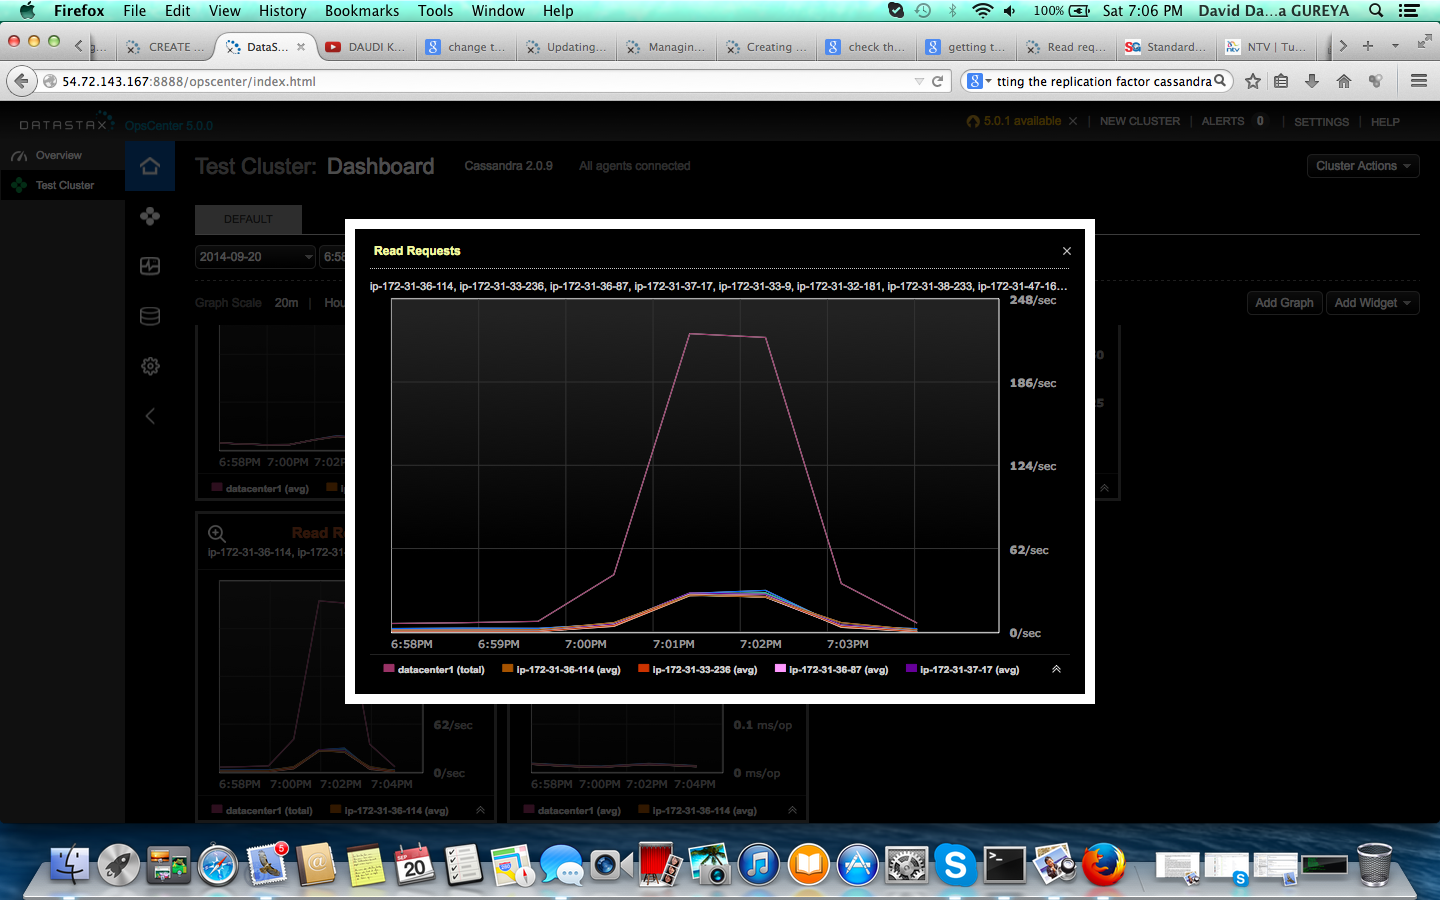 Firefox File Edit View History Bookmarks Tools Window Help 100% Sat 7:06 PM David Da...a GUREYA
CREATE ... DataS... DAUDI K... change t... Updating... Managin... Creating ... check th... getting t... Read req... Standard... NTV | Tu...
54.72.143.167:8888/opscenter/index.html tting the replication factor cassandra
DATASTAX OpsCenter 5.0.0 5.0.1 available × NEW CLUSTER ALERTS 0 SETTINGS HELP
Overview
Test Cluster
Test Cluster: Dashboard Cassandra 2.0.9 All agents connected Cluster Actions
DEFAULT
2014-09-20 6:58
Graph Scale 20m Hou Add Graph Add Widget
Read Requests ×
ip-172-31-36-114, ip-172-31-33-236, ip-172-31-36-87, ip-172-31-37-17, ip-172-31-33-9, ip-172-31-32-181, ip-172-31-38-233, ip-172-31-47-16...
248/sec
186/sec
124/sec
62/sec
0/sec
6:58PM 6:59PM 7:00PM 7:01PM 7:02PM 7:03PM
datacenter1 (total) ip-172-31-36-114 (avg) ip-172-31-33-236 (avg) ip-172-31-36-87 (avg) ip-172-31-37-17 (avg)
6:58PM 7:00PM 7:02P
datacenter1 (avg)
Read R
ip-172-31-36-114, ip-172-31
62/sec
0/sec
6:58PM 7:00PM 7:02PM 7:04PM
datacenter1 (total) ip-172-31-36-114 (avg)
0.1 ms/op
0 ms/op
6:58PM 7:00PM 7:02PM 7:04PM
datacenter1 (avg) ip-172-31-36-114 (avg)
5
SEP
20